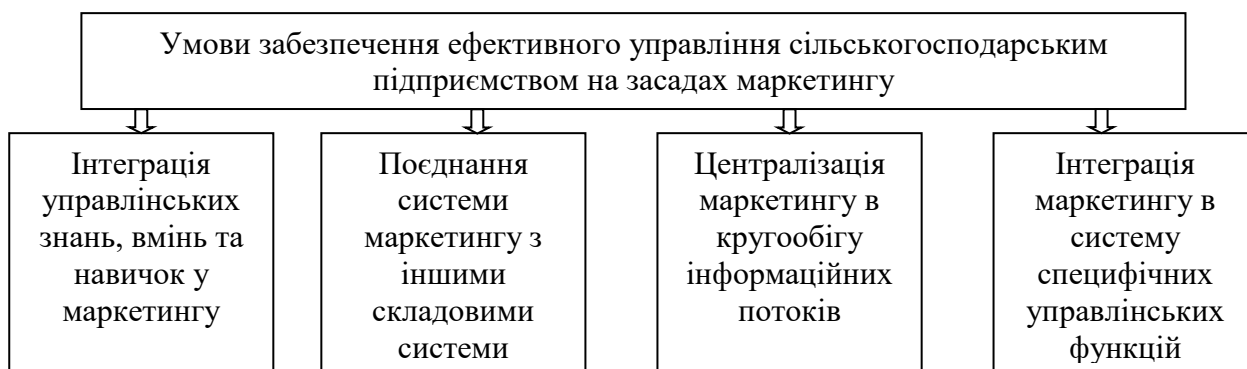 Умови забезпечення ефективного управління сільськогосподарським
підприємством на засадах маркетингу
Інтеграція
управлінських
знань, вмінь та
навичок у
маркетингу
Поєднання
системи
маркетингу з
іншими
складовими
системи
Централізація
маркетингу в
кругообігу
інформаційних
потоків
Інтеграція
маркетингу в
систему
специфічних
управлінських
функцій